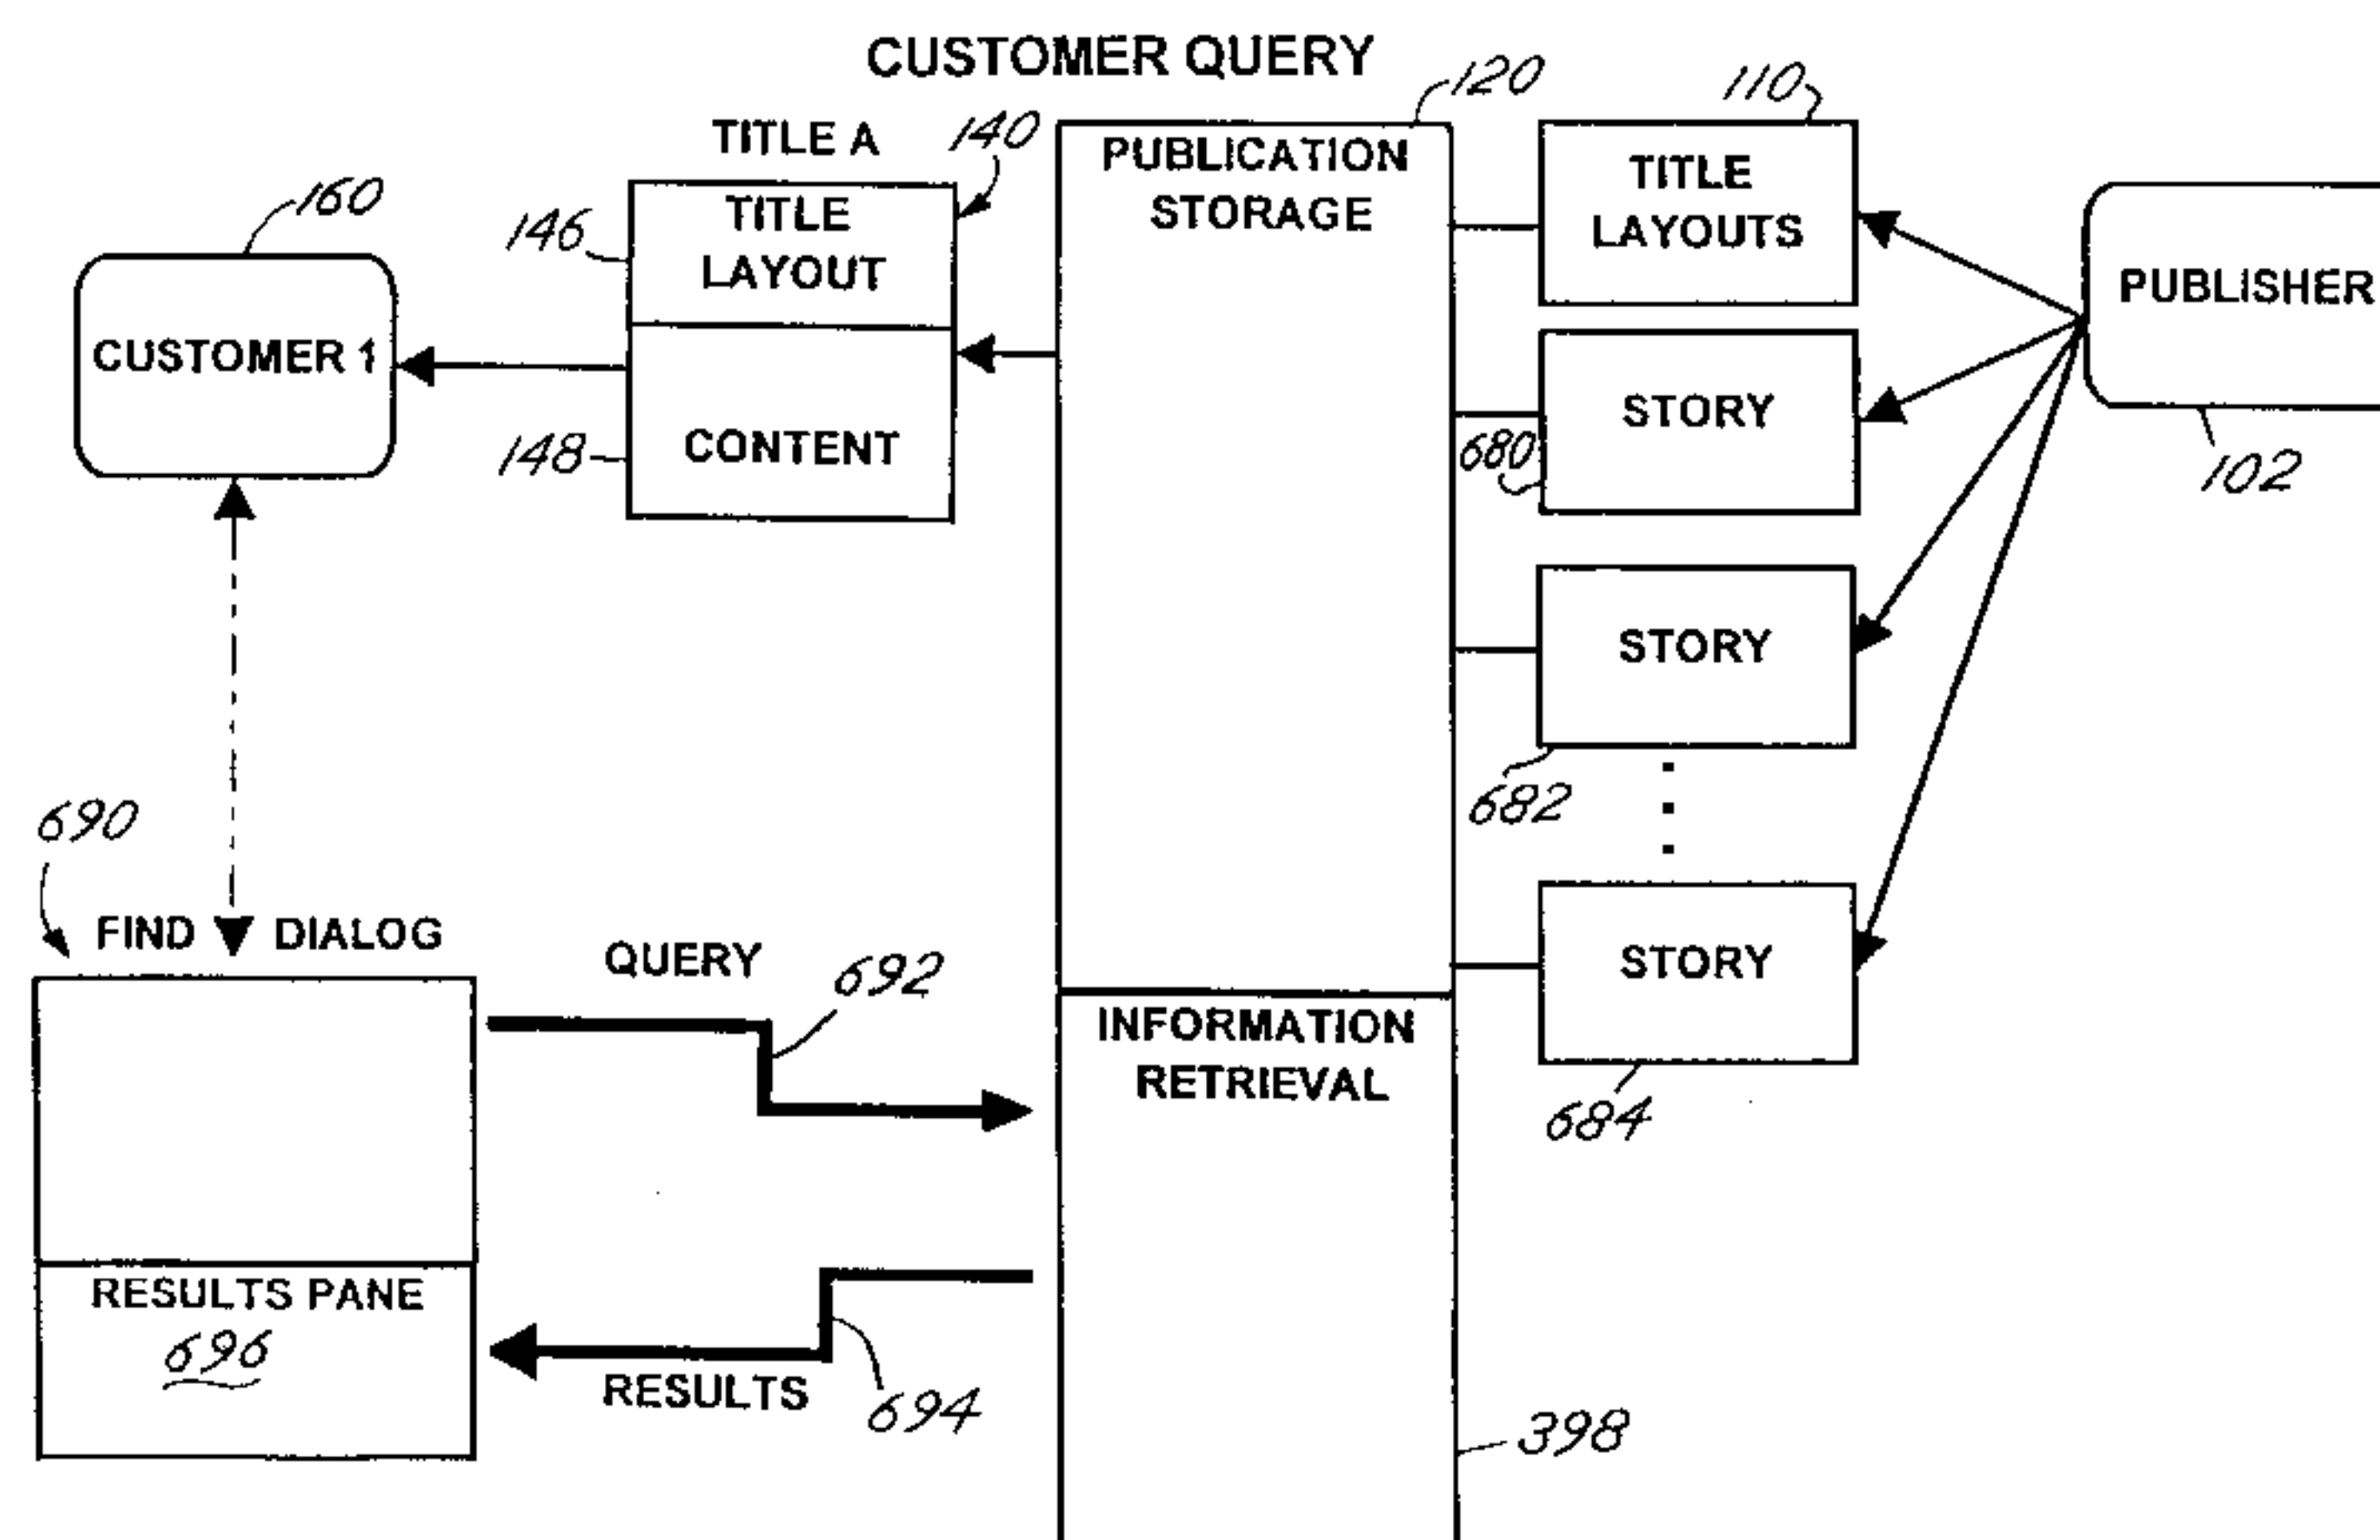 CUSTOMER QUERY
120
110
TITLE A
140
PUBLICATION
STORAGE
TITLE
LAYOUTS
160
146
TITLE
LAYOUT
PUBLISHER
CUSTOMER 1
148
CONTENT
STORY
680
102
STORY
682
690
FIND DIALOG
QUERY
692
STORY
INFORMATION
RETRIEVAL
684
RESULTS PANE
696
RESULTS
694
398